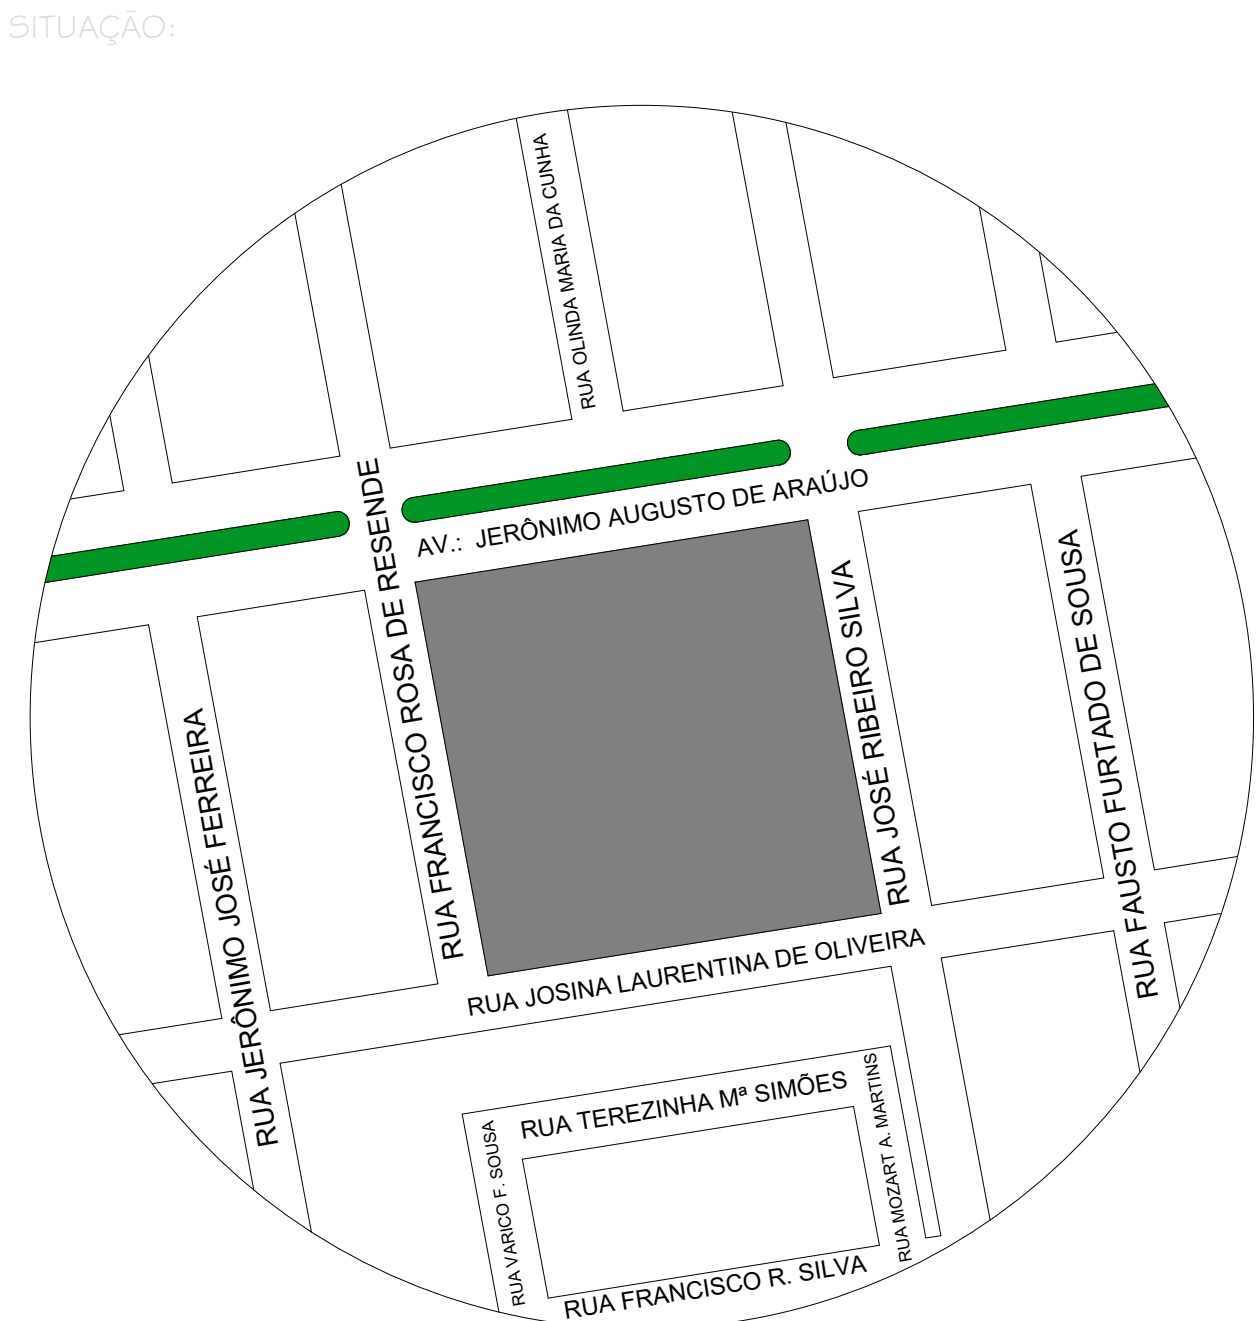 SITUAÇÃO:
RUA OLINDA MARIA DA CUNHA
AV.: JERÔNIMO AUGUSTO DE ARAÚJO
RUA FRANCISCO ROSA DE RESENDE
RUA JOSÉ RIBEIRO SILVA
RUA FAUSTO FURTADO DE SOUSA
RUA JERÔNIMO JOSÉ FERREIRA
RUA JOSINA LAURENTINA DE OLIVEIRA
RUA TEREZINHA Mª SIMÕES
RUA MOZART A. MARTINS
RUA VARICO F. SOUSA
RUA FRANCISCO R. SILVA